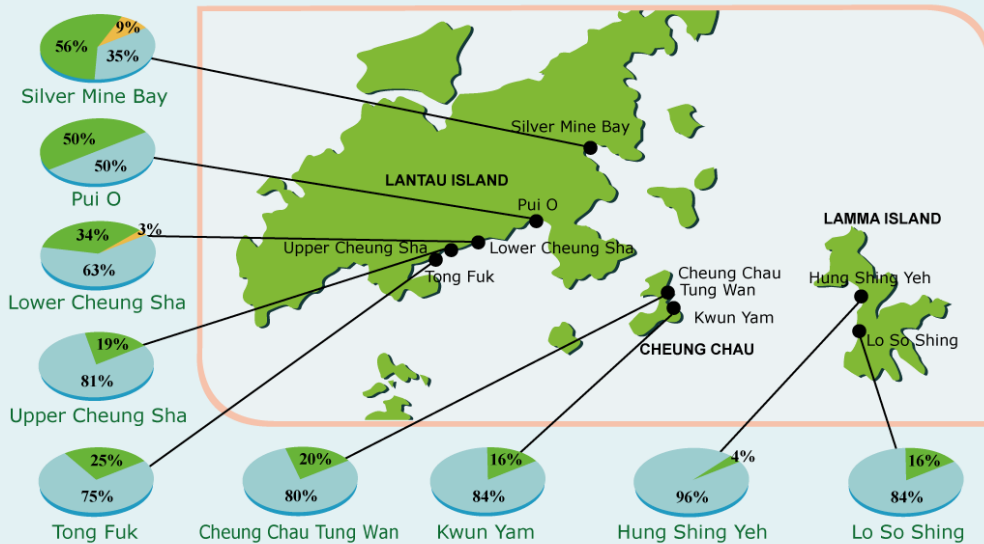 9%
56%
35%
Silver Mine Bay
50%
50%
Pui O
34%
3%
63%
Lower Cheung Sha
19%
81%
Upper Cheung Sha
25%
75%
Tong Fuk
20%
80%
Cheung Chau Tung Wan
16%
84%
Kwun Yam
4%
96%
Hung Shing Yeh
16%
84%
Lo So Shing
Silver Mine Bay
LANTAU ISLAND
Pui O
Upper Cheung Sha
Lower Cheung Sha
Tong Fuk
Cheung Chau
Tung Wan
Kwun Yam
CHEUNG CHAU
LAMMA ISLAND
Hung Shing Yeh
Lo So Shing